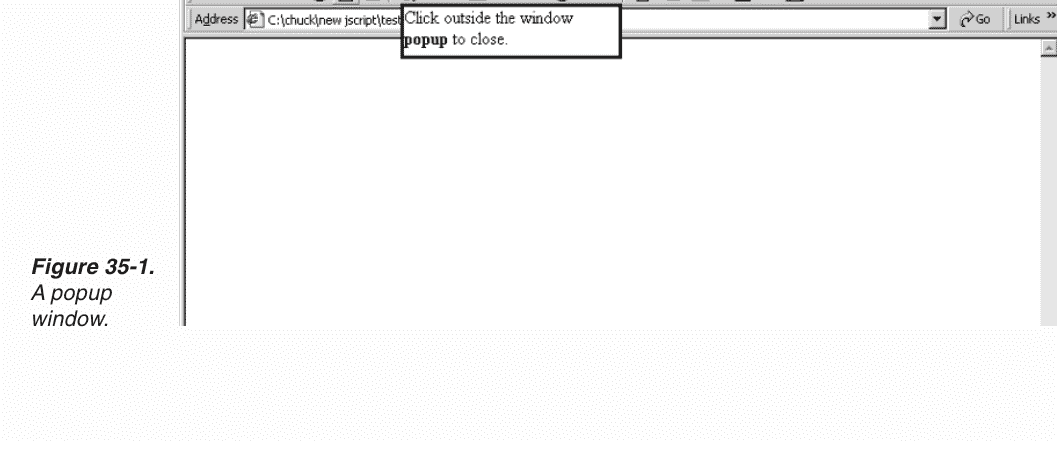 Address C:\chuck\new jscript\test Go Links »
Click outside the window
popup to close.
Figure 35-1.
A popup
window.